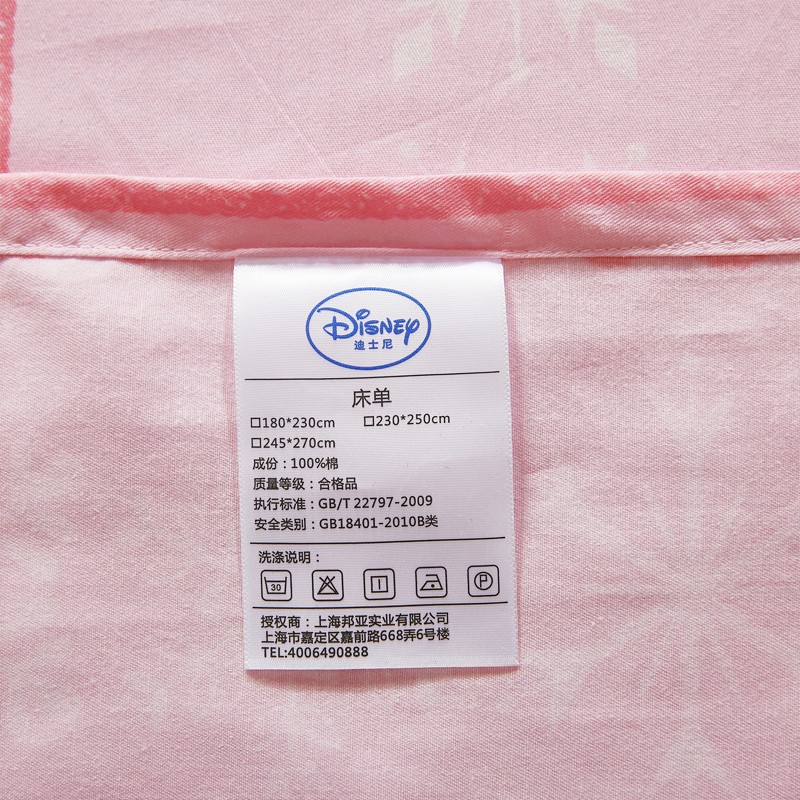 Disney
迪士尼
床单
□180*230cm □230*250cm
□245*270cm
成份：100%棉
质量等级：合格品
执行标准：GB/T 22797-2009
安全类别：GB18401-2010B类
洗涤说明：
30
P
授权商：上海邦亚实业有限公司
上海市嘉定区嘉前路668弄6号楼
TEL:4006490888